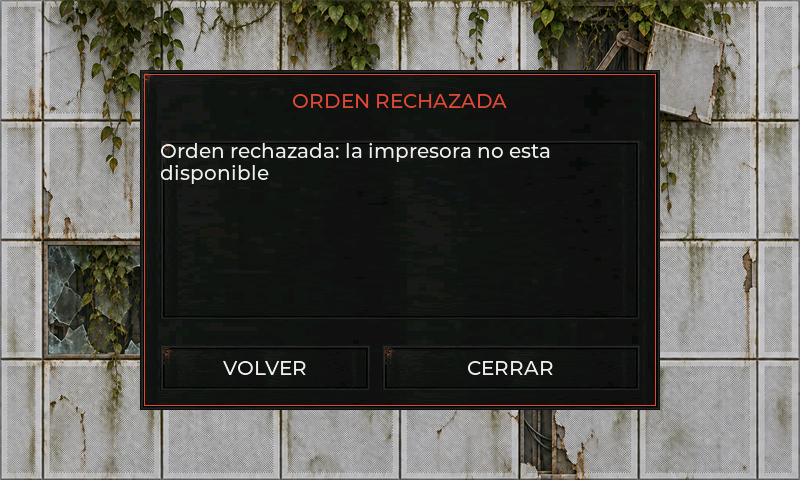 ORDEN RECHAZADA
Orden rechazada: la impresora no esta
disponible
VOLVER
CERRAR